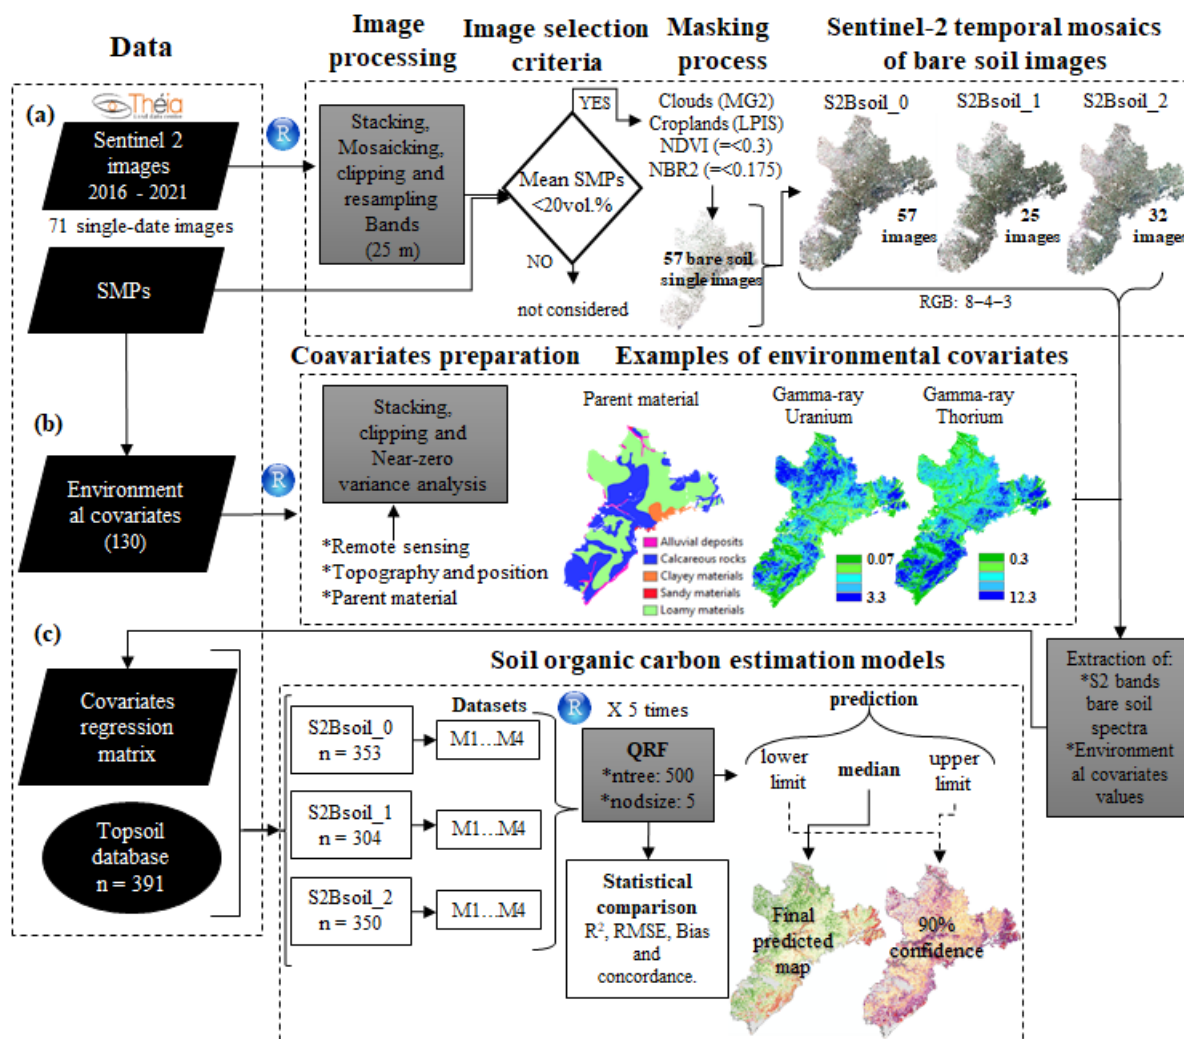 Data
Image
processing
Image selection
criteria
Masking
process
Sentinel-2 temporal mosaics
of bare soil images
(a)
Théia
Sentinel 2
images
2016 - 2021
71 single-date images
SMPs
R
Stacking,
Mosaicking,
clipping and
resampling
Bands
(25 m)
YES
Mean SMPs
<20vol.%
NO
not considered
Clouds (MG2)
Croplands (LPIS)
NDVI (=<0.3)
NBR2 (=<0.175)
57 bare soil
single images
S2Bsoil_0
S2Bsoil_1
S2Bsoil_2
57
images
25
images
32
images
RGB: 8–4–3
Coavariates preparation
Examples of environmental covariates
(b)
Environment
al covariates
(130)
R
Stacking,
clipping and
Near-zero
variance analysis
*Remote sensing
*Topography and position
*Parent material
Parent material
Alluvial deposits
Calcareous rocks
Clayey materials
Sandy materials
Loamy materials
Gamma-ray
Uranium
0.07
3.3
Gamma-ray
Thorium
0.3
12.3
(c)
Covariates
regression
matrix
Topsoil
database
n = 391
Soil organic carbon estimation models
S2Bsoil_0
n = 353
S2Bsoil_1
n = 304
S2Bsoil_2
n = 350
Datasets
M1...M4
M1...M4
M1...M4
R
X 5 times
QRF
*ntree: 500
*nodsize: 5
Statistical
comparison
R², RMSE, Bias
and
concordance.
prediction
lower
limit
median
upper
limit
Final
predicted
map
90%
confidence
Extraction of:
*S2 bands
bare soil
spectra
*Environment
al covariates
values